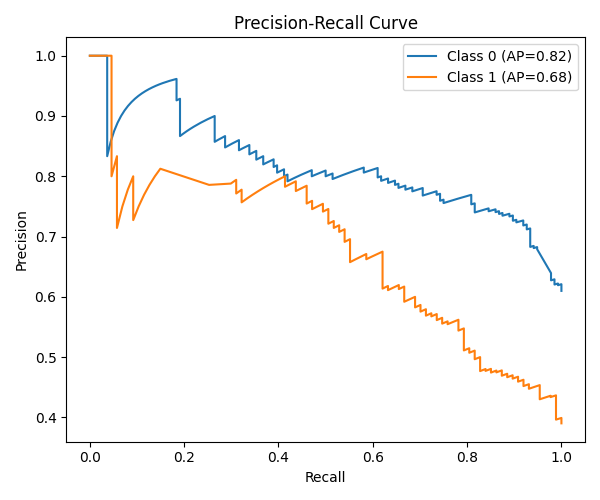 Precision-Recall Curve
Class 0 (AP=0.82)
Class 1 (AP=0.68)
Precision
1.0
0.9
0.8
0.7
0.6
0.5
0.4
0.0 0.2 0.4 0.6 0.8 1.0
Recall